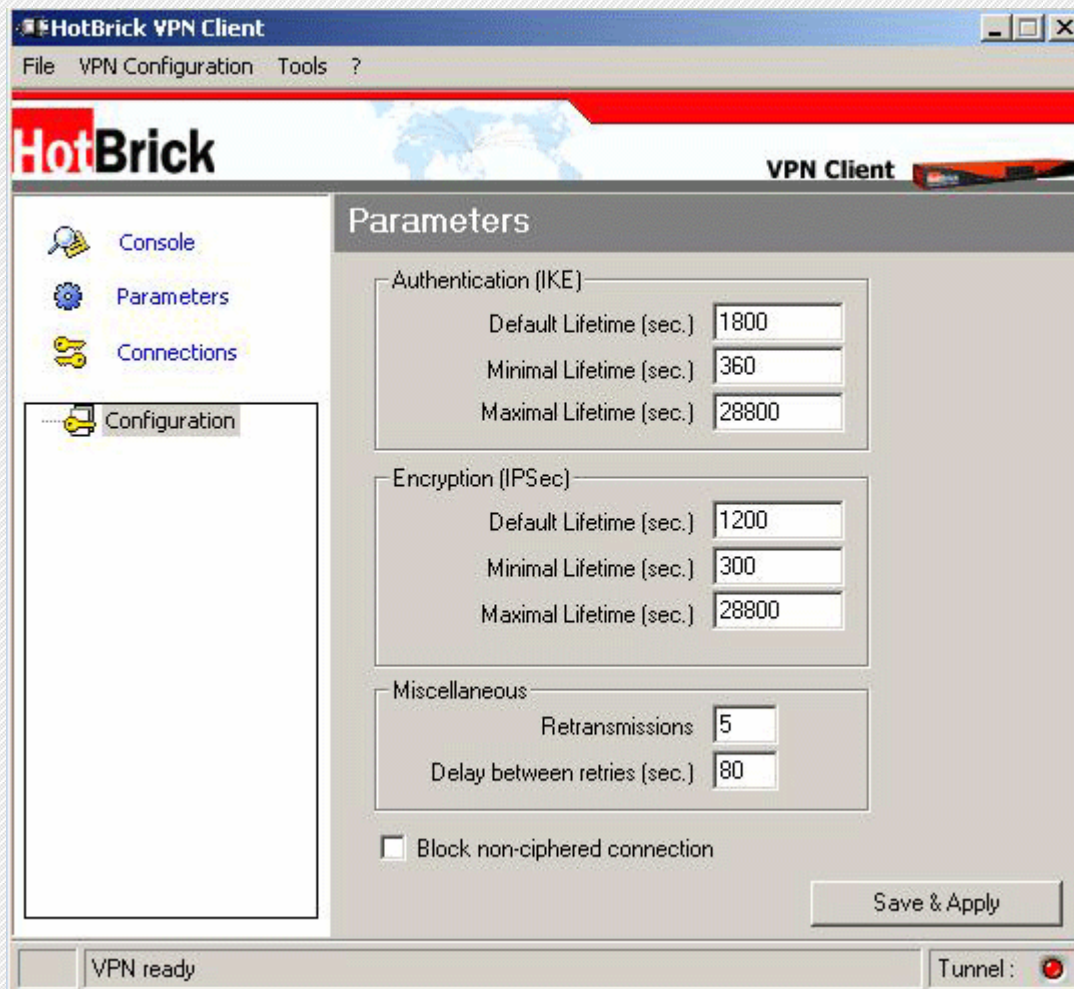 HotBrick VPN Client
File VPN Configuration Tools ?
HotBrick
VPN Client
Console
Parameters
Connections
Configuration
Parameters
Authentication (IKE)
Default Lifetime (sec.) 1800
Minimal Lifetime (sec.) 360
Maximal Lifetime (sec.) 28800
Encryption (IPSec)
Default Lifetime (sec.) 1200
Minimal Lifetime (sec.) 300
Maximal Lifetime (sec.) 28800
Miscellaneous
Retransmissions 5
Delay between retries (sec.) 80
Block non-ciphered connection
Save & Apply
VPN ready
Tunnel :